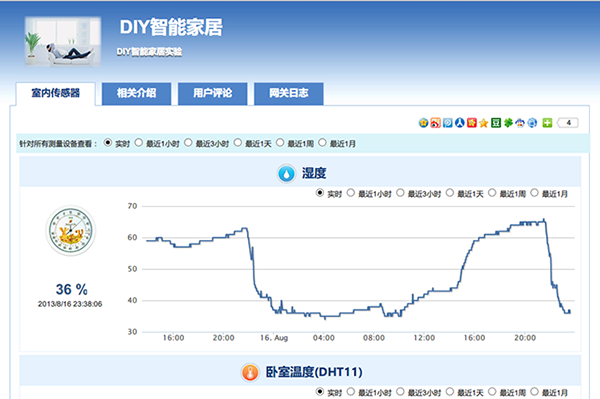 DIY智能家居
DIY智能家居实验
室内传感器 相关介绍 用户评论 网关日志
4
针对所有测量设备查看： 实时 最近1小时 最近3小时 最近1天 最近1周 最近1月
湿度
实时 最近1小时 最近3小时 最近1天 最近1周 最近1月
70
60
50
40
30
36 %
2013/8/16 23:38:06
16:00 20:00 16. Aug 04:00 08:00 12:00 16:00 20:00
卧室温度(DHT11)
实时 最近1小时 最近3小时 最近1天 最近1周 最近1月